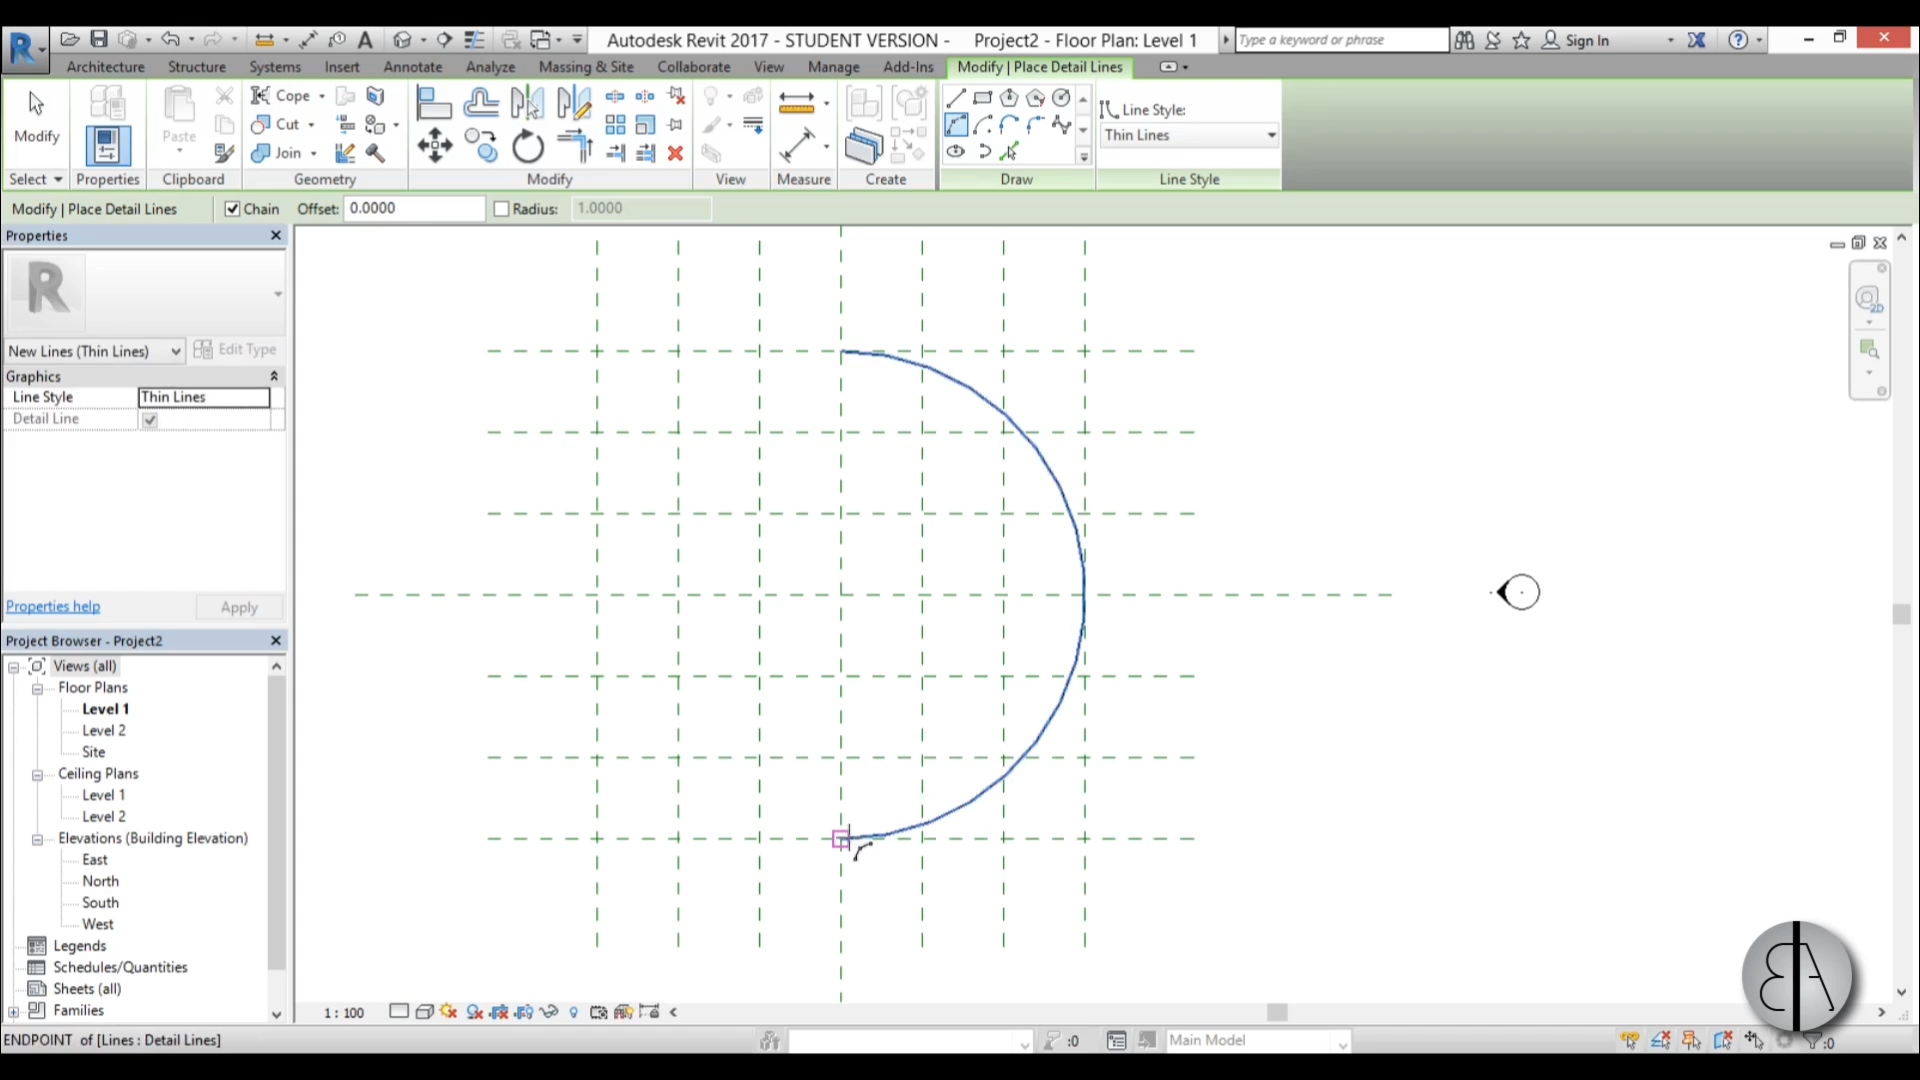 Autodesk Revit 2017 - STUDENT VERSION - Project2 - Floor Plan: Level 1
Type a keyword or phrase
Sign In
Architecture Structure Systems Insert Annotate Analyze Massing & Site Collaborate View Manage Add-Ins Modify | Place Detail Lines
Modify
Paste
Cope
Cut
Join
Line Style:
Thin Lines
Select Properties Clipboard Geometry Modify View Measure Create Draw Line Style
Modify | Place Detail Lines Chain Offset: 0.0000 Radius: 1.0000
Properties
R
New Lines (Thin Lines) Edit Type
Graphics
Line Style Thin Lines
Detail Line
Properties help Apply
Project Browser - Project2
Views (all)
Floor Plans
Level 1
Level 2
Site
Ceiling Plans
Level 1
Level 2
Elevations (Building Elevation)
East
North
South
West
Legends
Schedules/Quantities
Sheets (all)
Families
2D
1 : 100
ENDPOINT of [Lines : Detail Lines]
:0
Main Model
:0